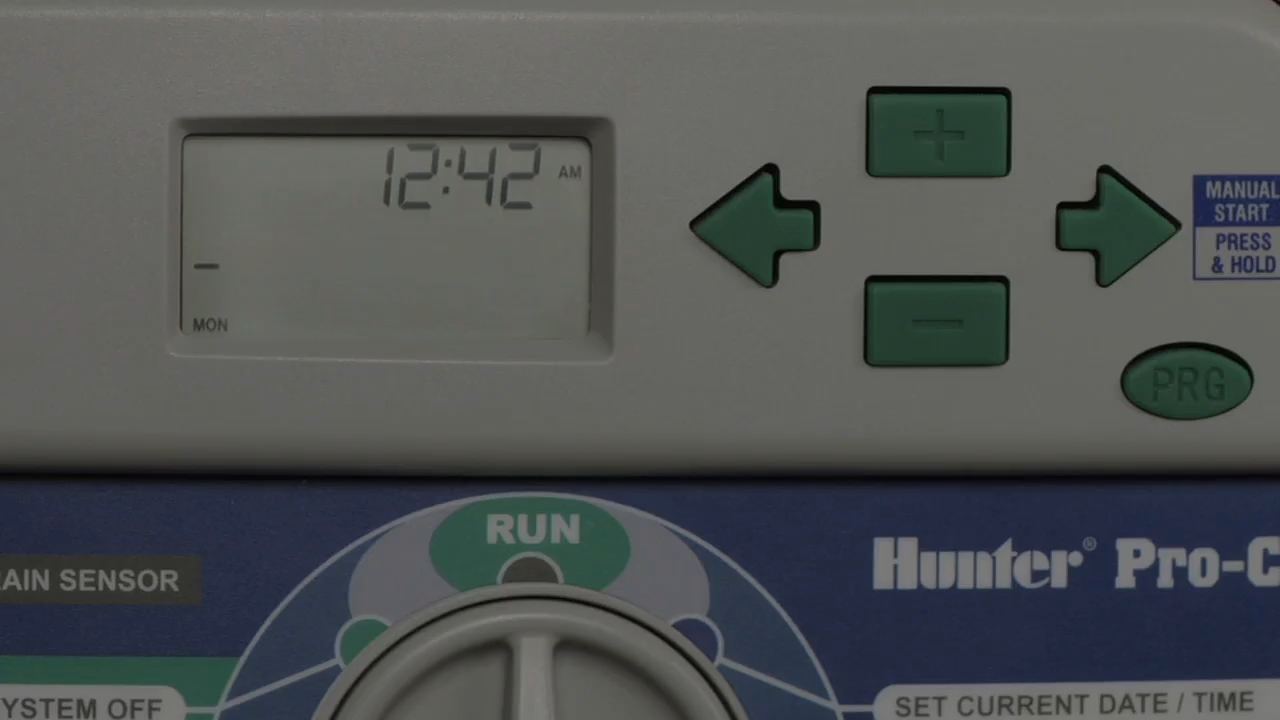 12:42 AM
MON
+
-
MANUAL
START
PRESS
& HOLD
PRG
RUN
AIN SENSOR
Hunter® Pro-C
YSTEM OFF
SET CURRENT DATE / TIME